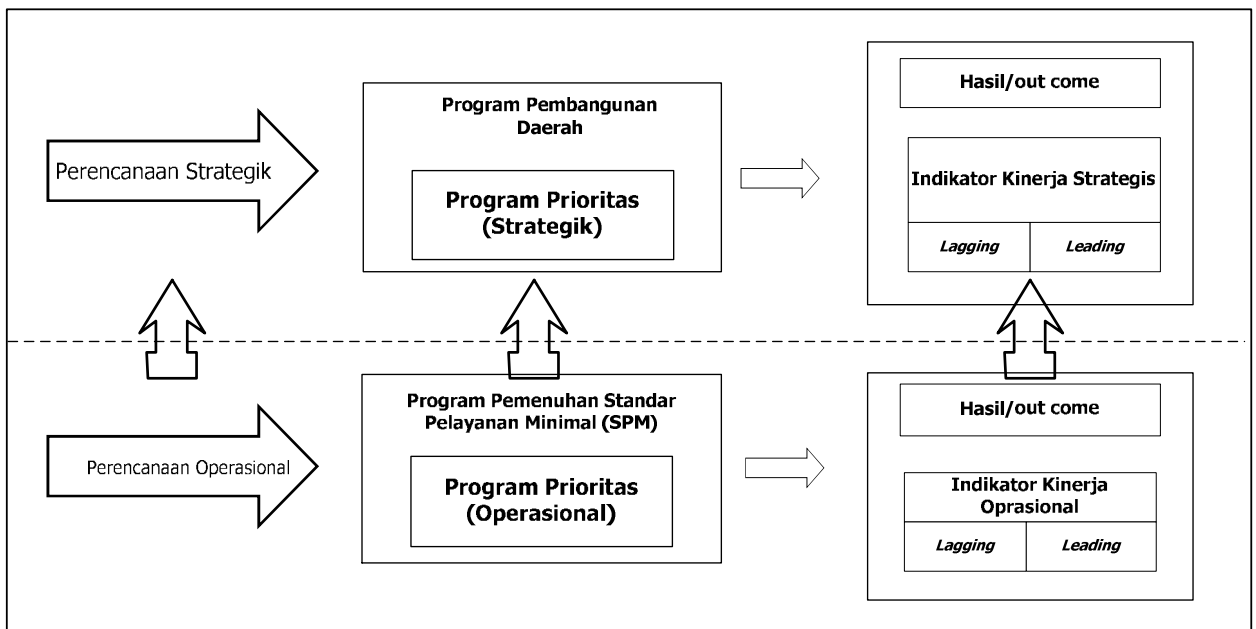 Perencanaan Strategik
Program Pembangunan
Daerah
Program Prioritas
(Strategik)
Hasil/out come
Indikator Kinerja Strategis
Lagging
Leading
Perencanaan Operasional
Program Pemenuhan Standar
Pelayanan Minimal (SPM)
Program Prioritas
(Operasional)
Hasil/out come
Indikator Kinerja
Oprasional
Lagging
Leading